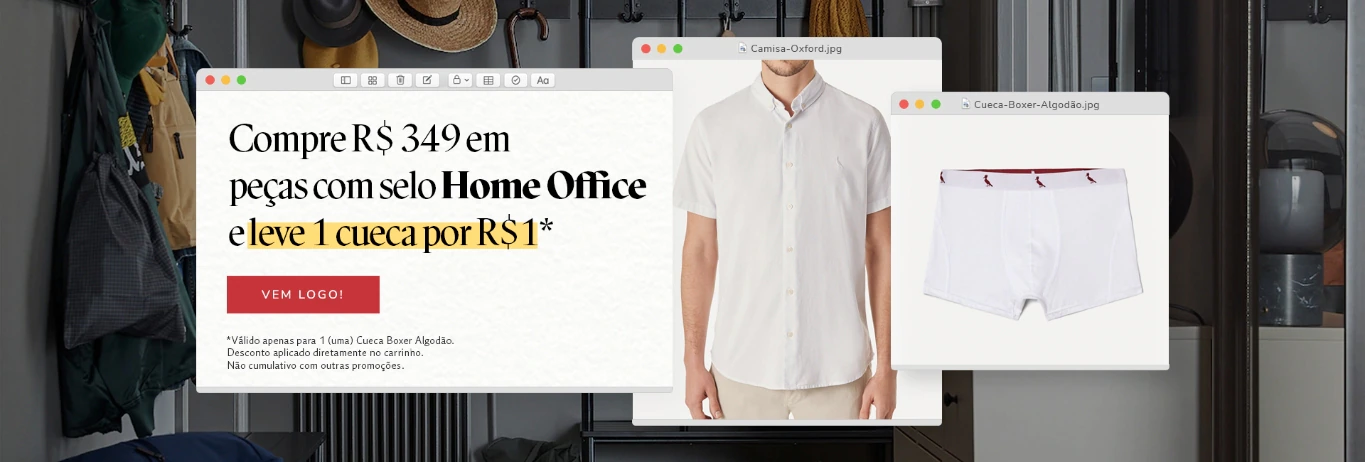 Compre R$ 349 em
peças com selo Home Office
e leve 1 cueca por R$1*
VEM LOGO!
*Válido apenas para 1 (uma) Cueca Boxer Algodão.
Desconto aplicado diretamente no carrinho.
Não cumulativo com outras promoções.
Aa
Camisa-Oxford.jpg
Cueca-Boxer-Algodão.jpg